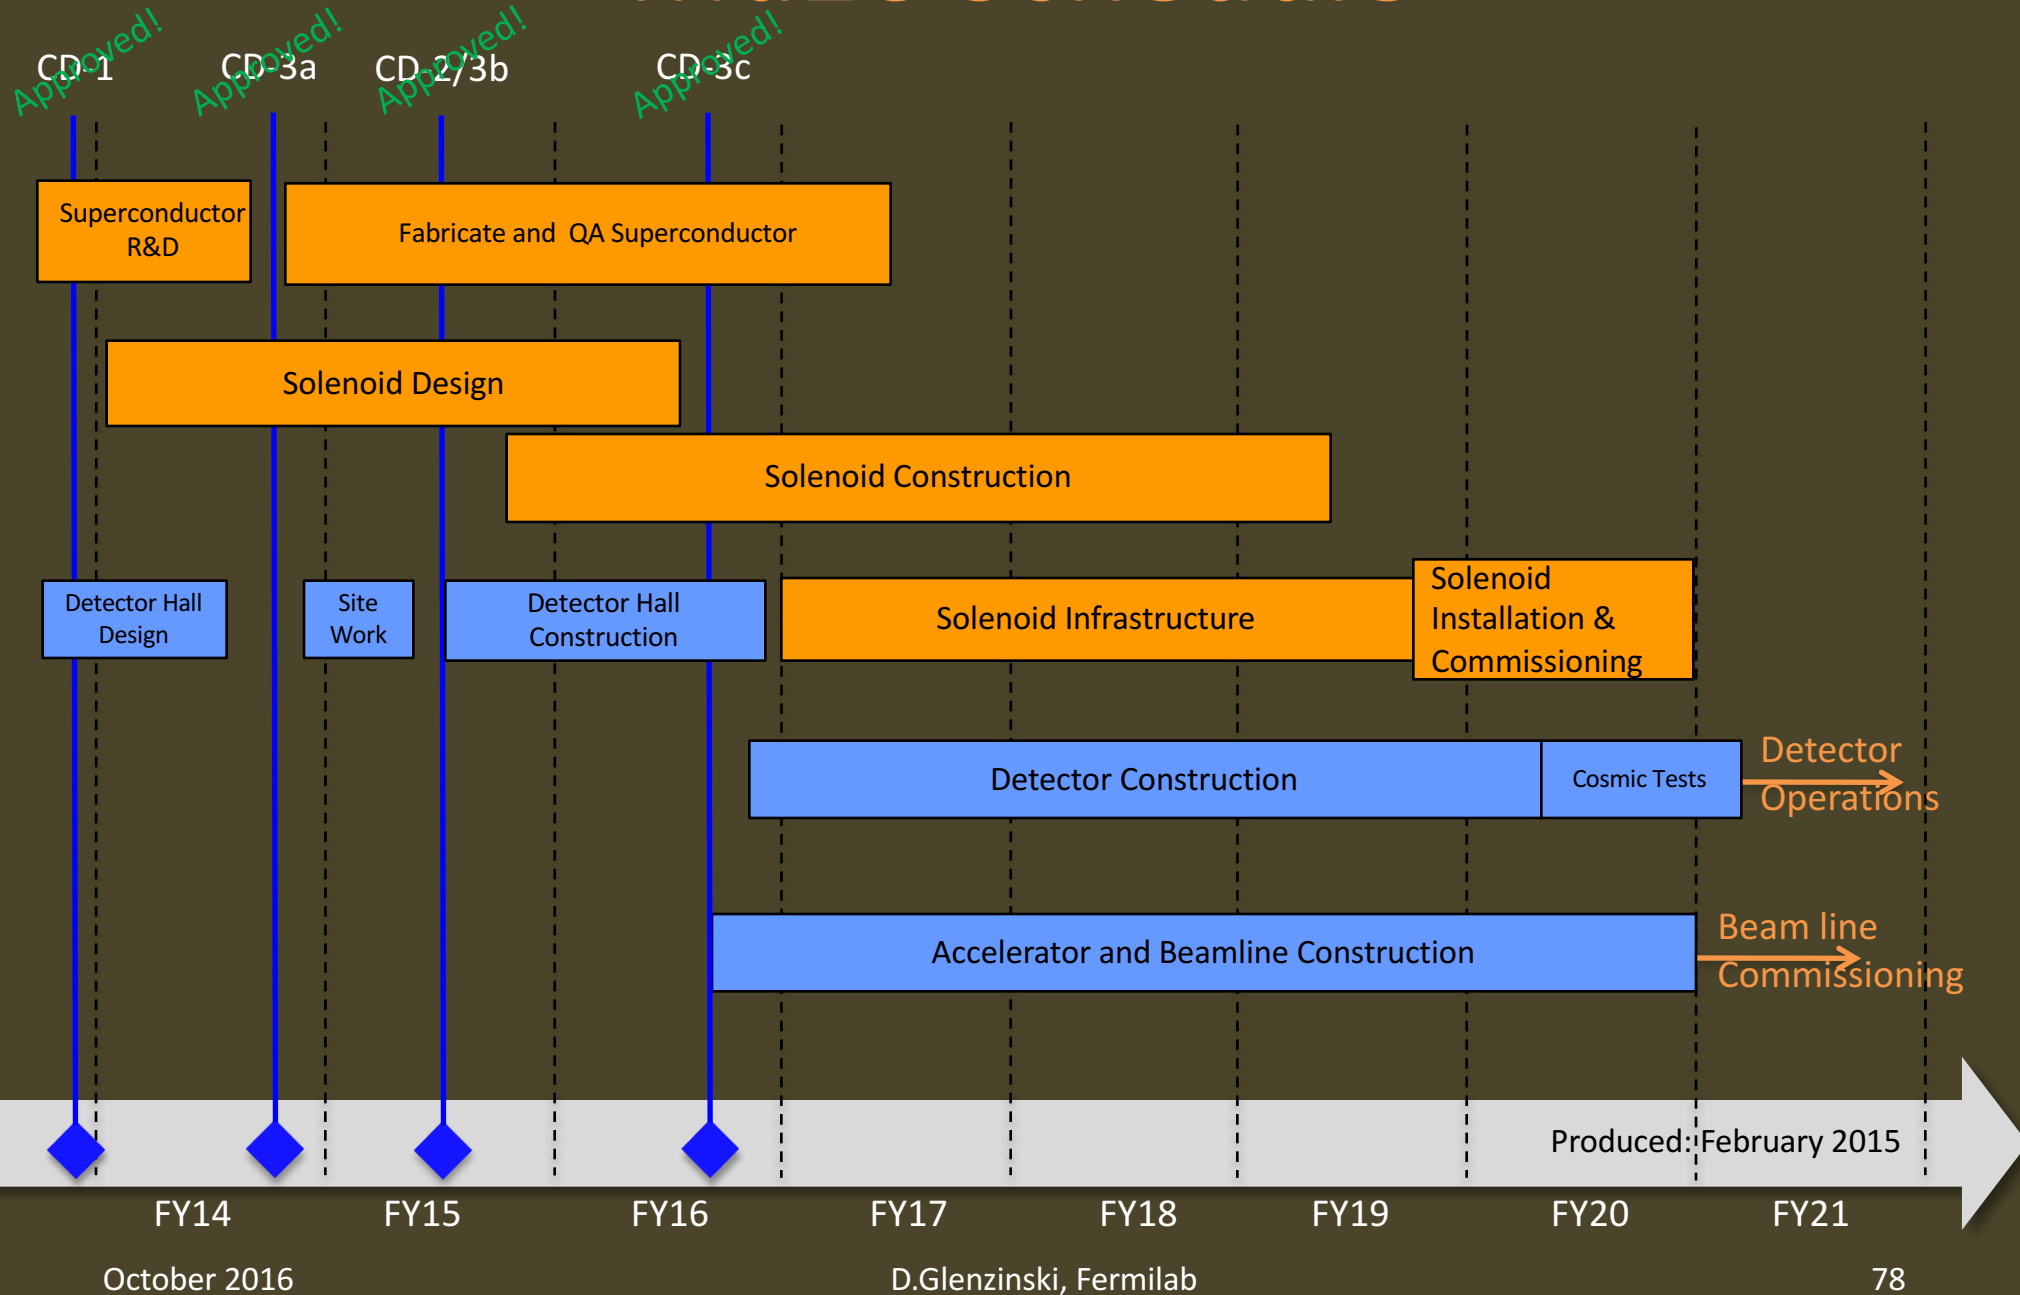 Approved! Approved! Approved! Approved!
CD-1 CD-3a CD-2/3b CD-3c
Superconductor
R&D
Fabricate and QA Superconductor
Solenoid Design
Solenoid Construction
Detector Hall
Design
Site
Work
Detector Hall
Construction
Solenoid Infrastructure
Solenoid
Installation &
Commissioning
Detector Construction
Cosmic Tests
Detector
Operations
Accelerator and Beamline Construction
Beam line
Commissioning
Produced: February 2015
FY14 FY15 FY16 FY17 FY18 FY19 FY20 FY21
October 2016 D.Glenzinski, Fermilab 78